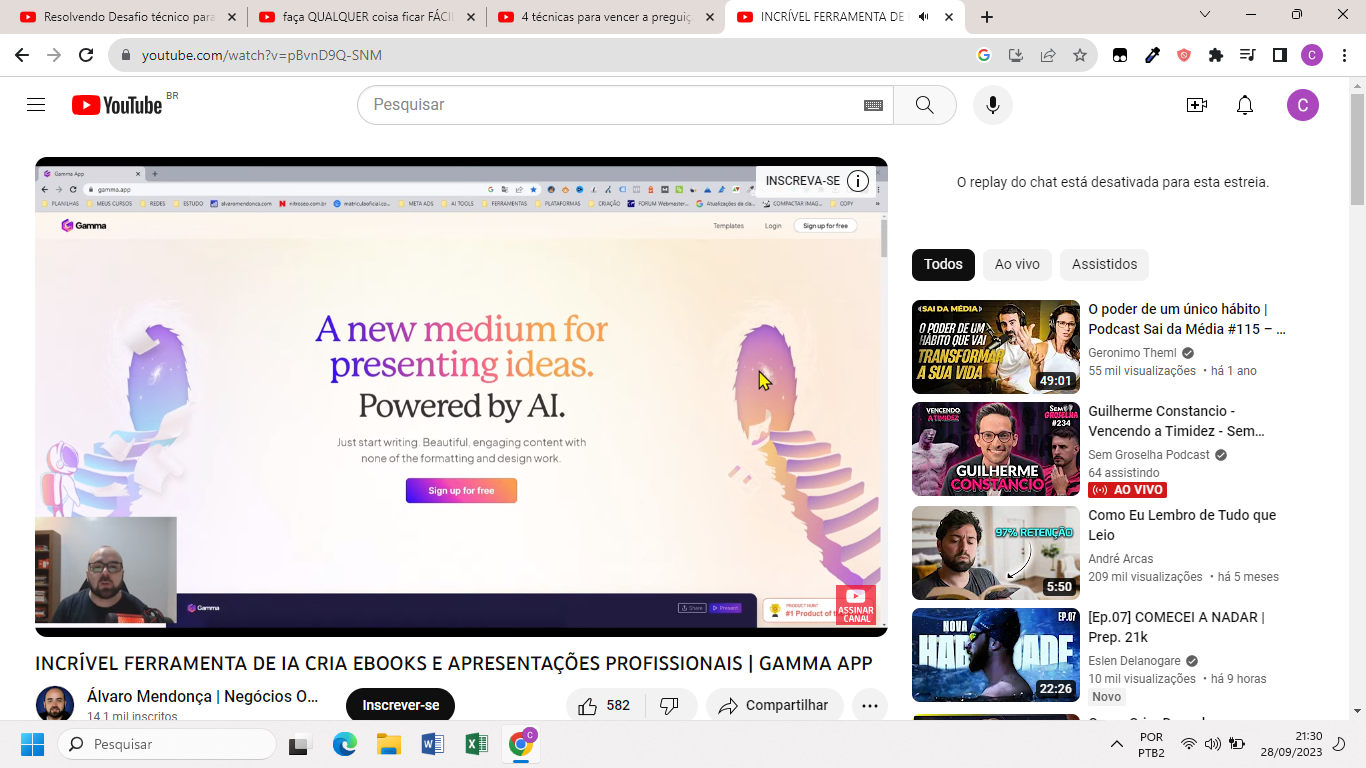 Resolvendo Desafio técnico para
faça QUALQUER coisa ficar FÁCIL
4 técnicas para vencer a preguiça
INCRÍVEL FERRAMENTA DE
youtube.com/watch?v=pBvnD9Q-SNM
C
YouTube BR
Pesquisar
C
Gamma App
gamma.app
INSCREVA-SE
PLANILHAS
MEUS CURSOS
REDES
ESTUDO
alvaromendonca.com
nitroseo.com.br
META ADS
AI TOOLS
FERRAMENTAS
PLATAFORMAS
CRIAÇÃO
FORUM Webmaster...
Atualizações da cla...
COMPACTAR IMAG...
COPY
Gamma
Templates
Login
Sign up for free
A new medium for
presenting ideas.
Powered by AI.
Just start writing. Beautiful, engaging content with
none of the formatting and design work.
Sign up for free
Gamma
Share
Present
PRODUCT HUNT
#1 Product of the
ASSINAR
CANAL
INCRÍVEL FERRAMENTA DE IA CRIA EBOOKS E APRESENTAÇÕES PROFISSIONAIS | GAMMA APP
Álvaro Mendonça | Negócios O...
14,1 mil inscritos
Inscrever-se
582
Compartilhar
O replay do chat está desativada para esta estreia.
Todos
Ao vivo
Assistidos
(SAI DA MÉDIA)
O PODER DE UM
HÁBITO QUE VAI
TRANSFORMAR
A SUA VIDA
49:01
O poder de um único hábito |
Podcast Sai da Média #115 – ...
Geronimo Theml
55 mil visualizações • há 1 ano
VENCENDO
A TIMIDEZ
SEM
GROSELHA
#234
GUILHERME
CONSTANCIO
Guilherme Constancio -
Vencendo a Timidez - Sem...
Sem Groselha Podcast
64 assistindo
AO VIVO
97% RETENÇÃO
5:50
Como Eu Lembro de Tudo que
Leio
André Arcas
209 mil visualizações • há 5 meses
EP.07
NOVA
22:26
[Ep.07] COMECEI A NADAR |
Prep. 21k
Eslen Delanogare
10 mil visualizações • há 9 horas
Novo
Pesquisar
C
POR
PTB2
21:30
28/09/2023